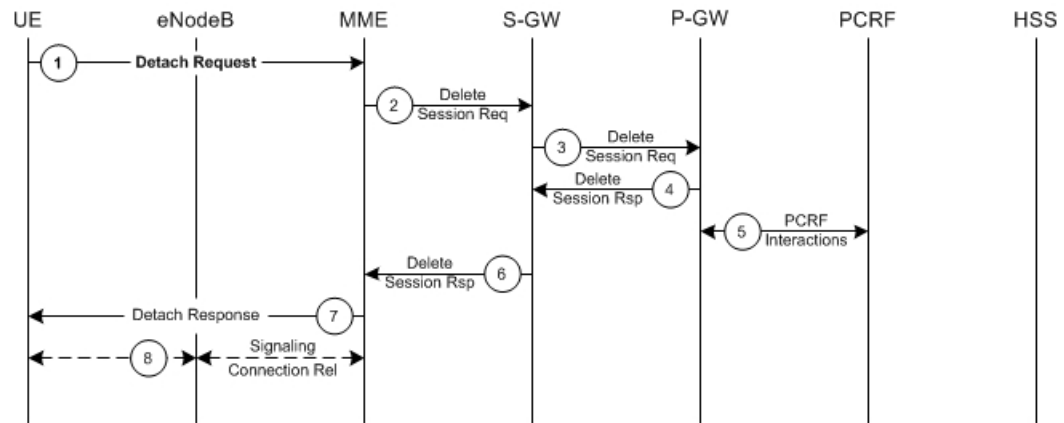 UE eNodeB MME S-GW P-GW PCRF HSS
1 Detach Request
2 Delete
Session Req
3 Delete
Session Req
Delete 4
Session Rsp
5 PCRF
Interactions
Delete 6
Session Rsp
Detach Response 7
8 Signaling
Connection Rel